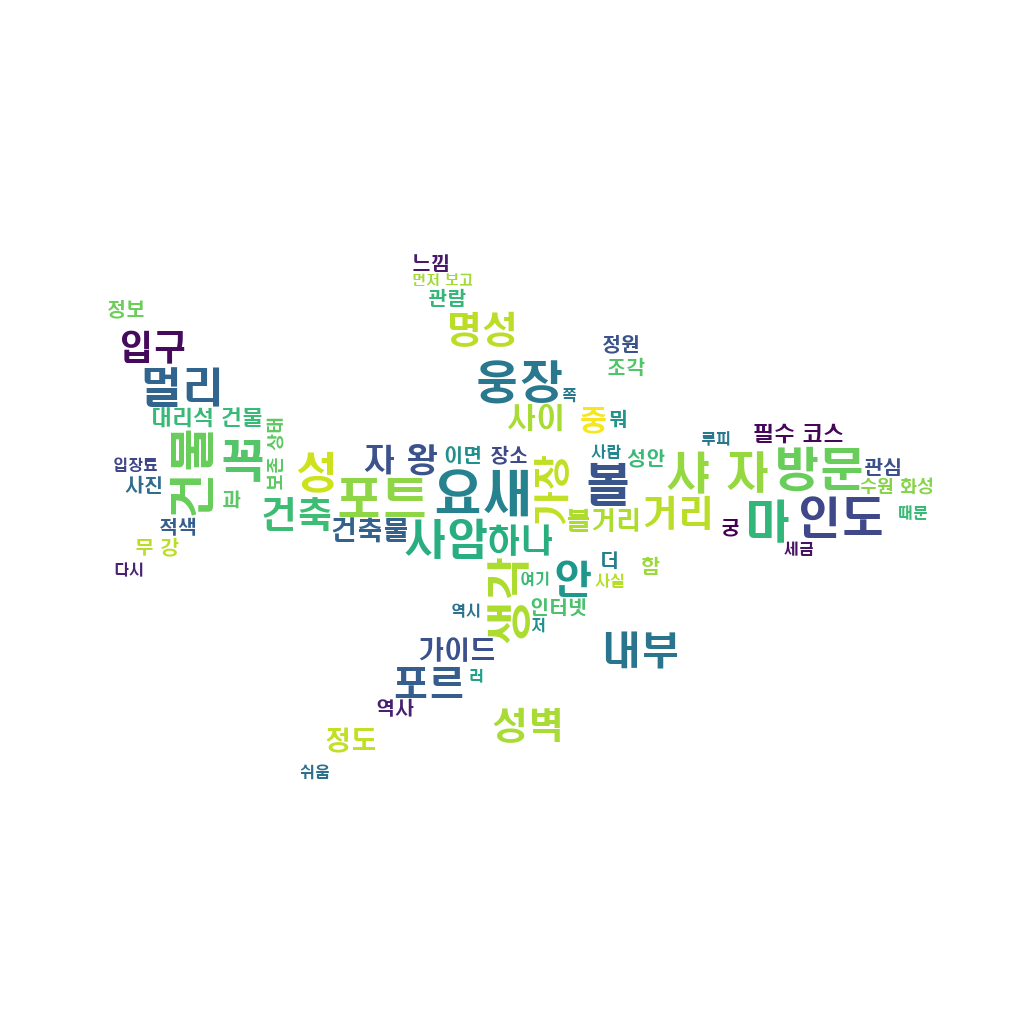 느낌
먼저 보고
관람
정보
명성
입구
정원
조각
웅장
멀리
쪽
대리석 건물
사이
중
뭐
보존 상태
루피
필수 코스
건물
꼭
성
자 왕
이면
장소
사람
성안
입장료
사진
과
포트
요새
가장
볼
샤 자
방문
관심
수원 화성
적색
건축
건축물
사암
하나
볼거리
거리
궁
마
인도
때문
무 강
세금
다시
생각
여기
안
더
사실
함
역시
저
인터넷
가이드
내부
포르
러
역사
성벽
정도
쉬움